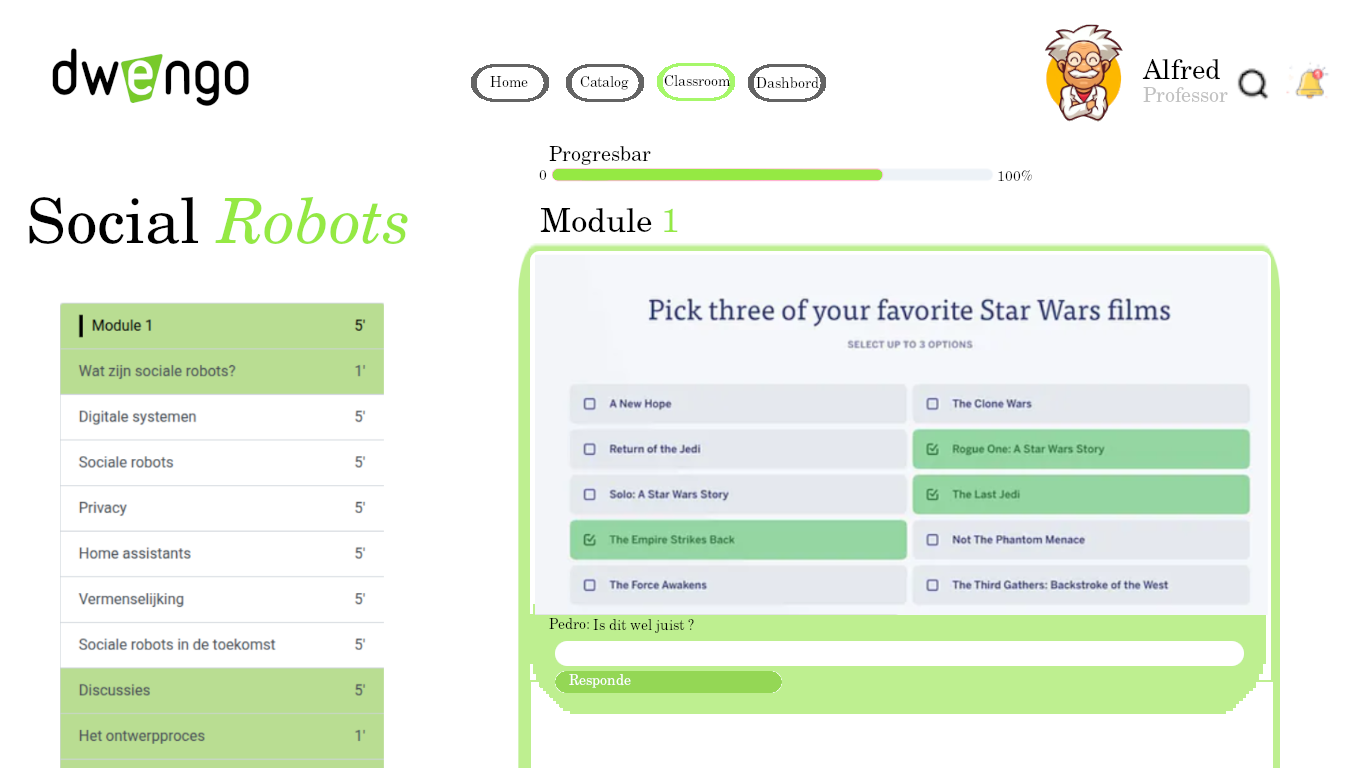 dwengo
Home
Catalog
Classroom
Dashbord
Alfred
Professor
Progresbar
0
100%
Social Robots
Module 1
Module 1 5'
Wat zijn sociale robots? 1'
Digitale systemen 5'
Sociale robots 5'
Privacy 5'
Home assistants 5'
Vermenselijking 5'
Sociale robots in de toekomst 5'
Discussies 5'
Het ontwerpproces 1'
Pick three of your favorite Star Wars films
SELECT UP TO 3 OPTIONS
A New Hope
The Clone Wars
Return of the Jedi
Rogue One: A Star Wars Story
Solo: A Star Wars Story
The Last Jedi
The Empire Strikes Back
Not The Phantom Menace
The Force Awakens
The Third Gathers: Backstroke of the West
Pedro: Is dit wel juist ?
Responde